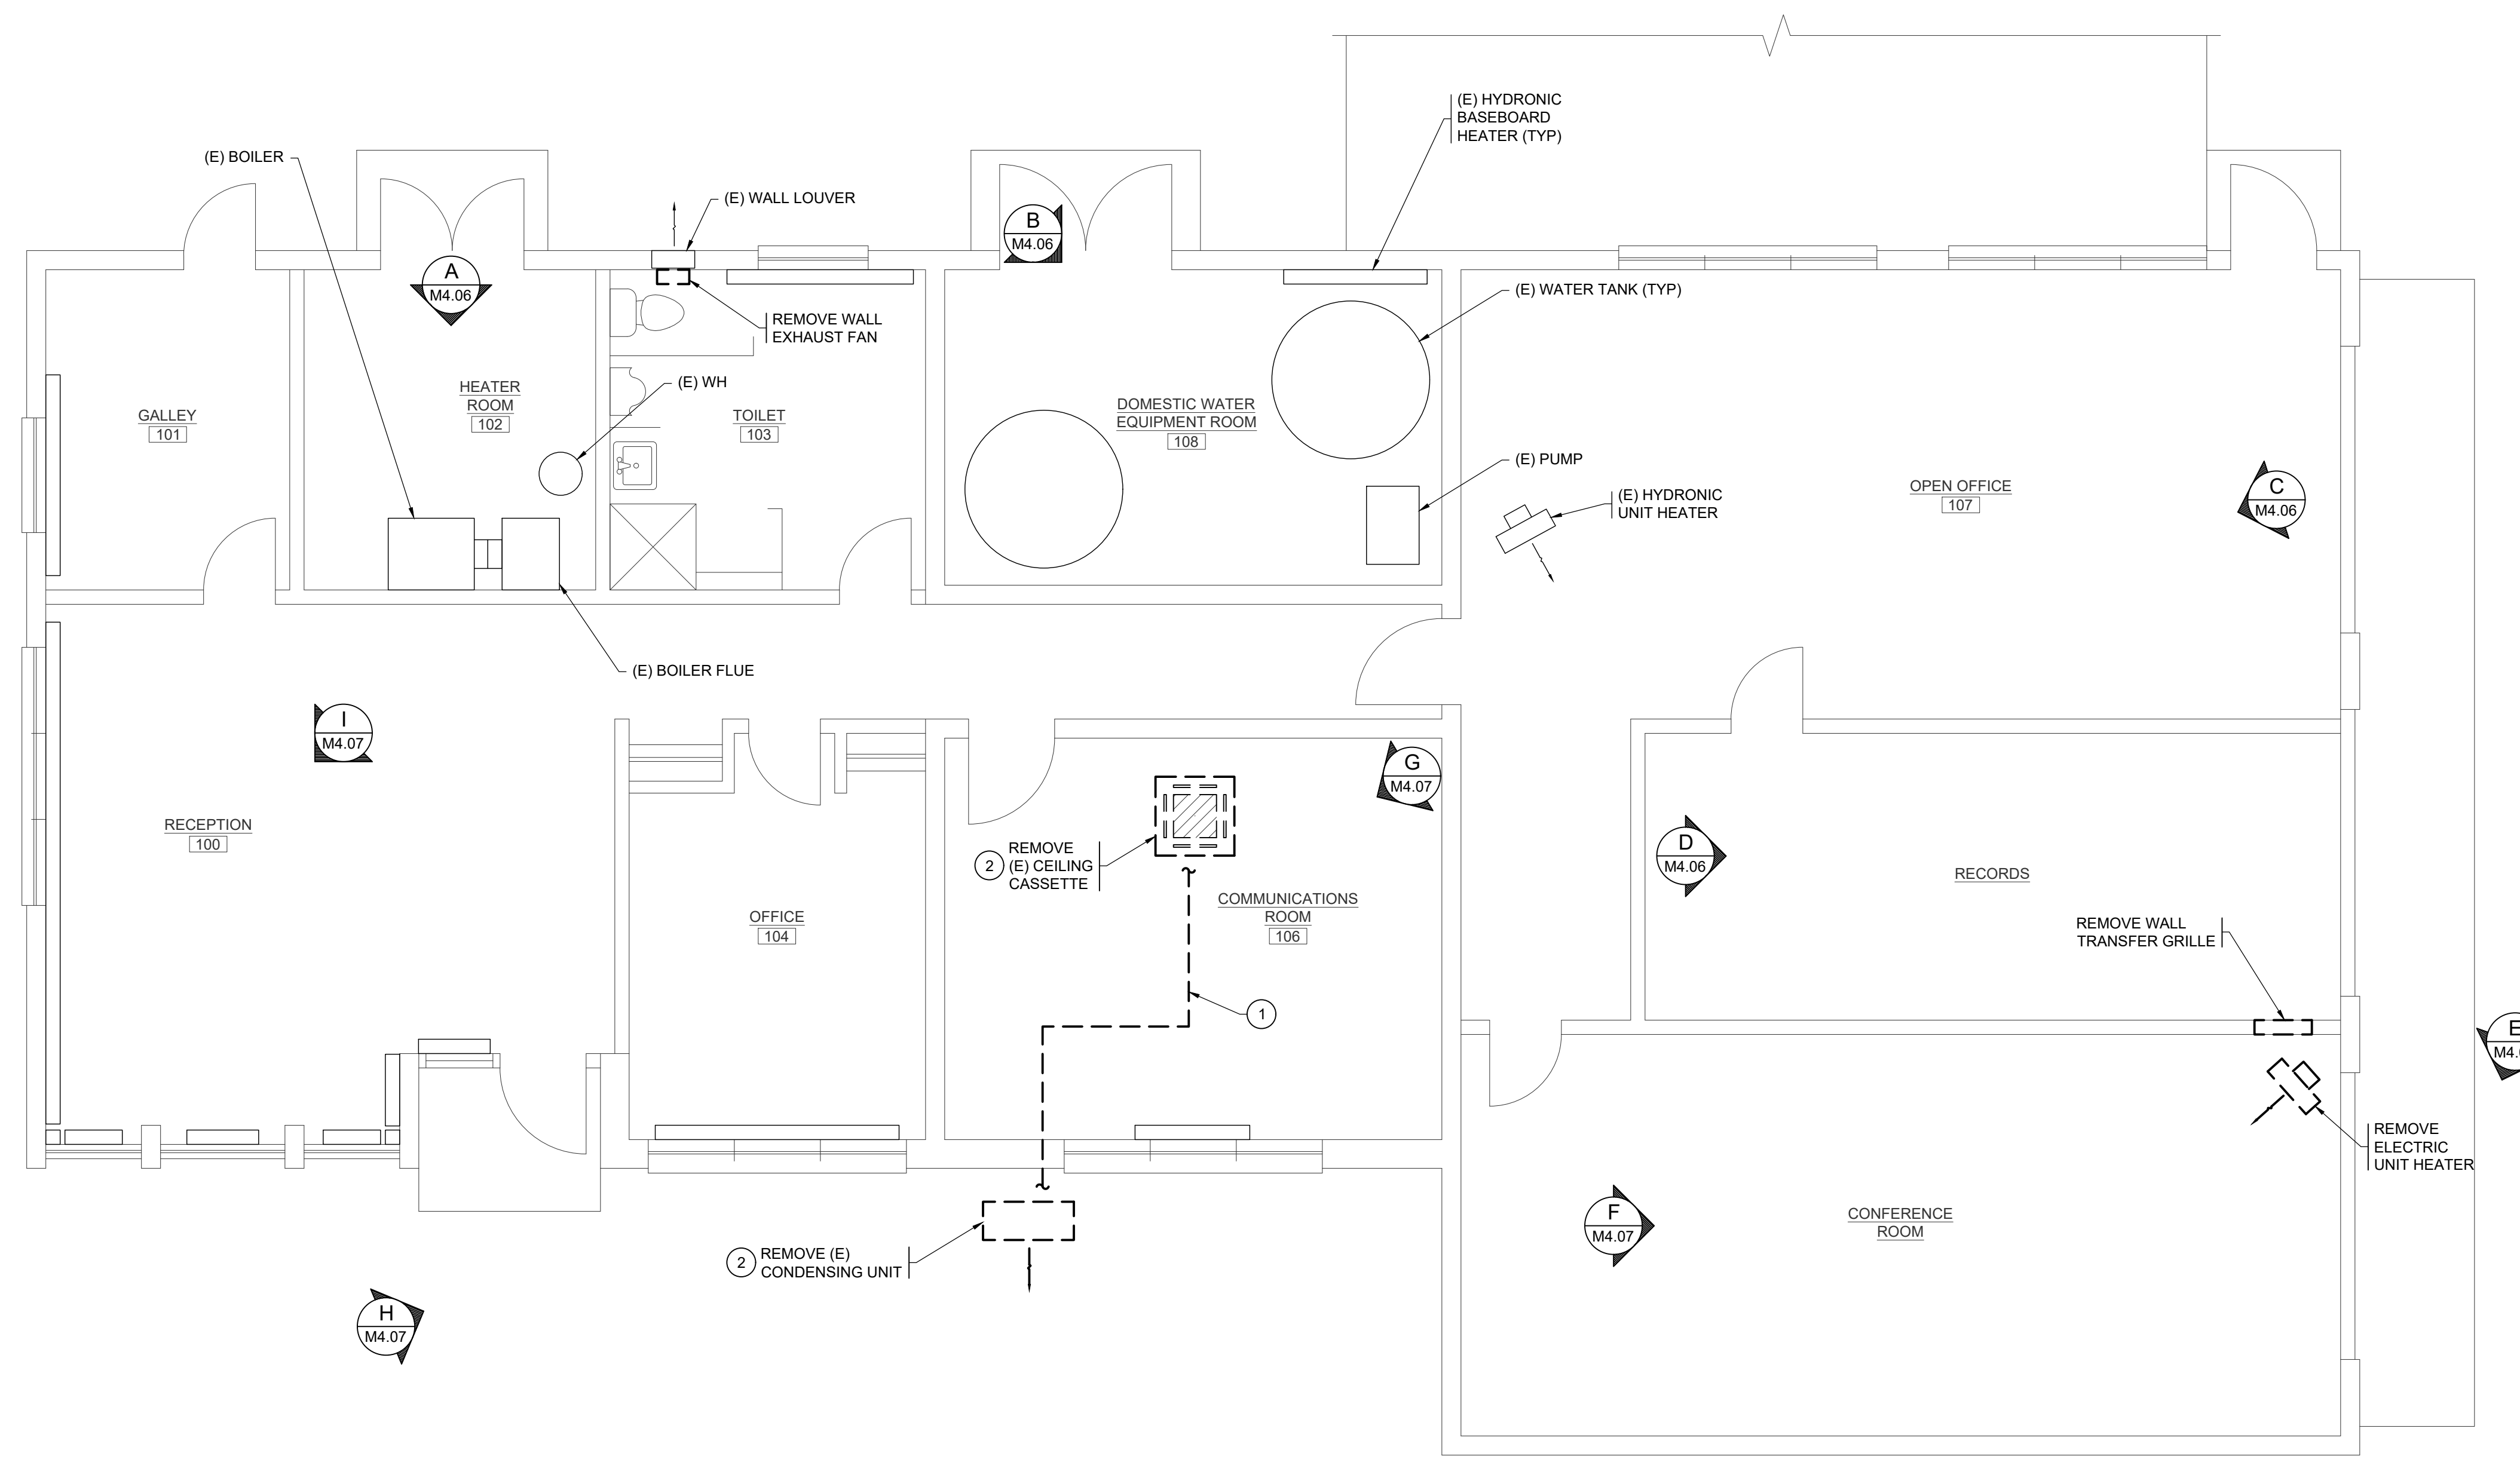 (E) HYDRONIC
BASEBOARD
HEATER (TYP)
(E) BOILER
(E) WALL LOUVER
B
M4.06
A
M4.06
(E) WATER TANK (TYP)
REMOVE WALL
EXHAUST FAN
(E) WH
HEATER
ROOM
102
GALLEY
101
TOILET
103
DOMESTIC WATER
EQUIPMENT ROOM
108
(E) PUMP
(E) HYDRONIC
UNIT HEATER
OPEN OFFICE
107
C
M4.06
(E) BOILER FLUE
I
M4.07
G
M4.07
RECEPTION
100
2
REMOVE
(E) CEILING
CASSETTE
D
M4.06
RECORDS
COMMUNICATIONS
ROOM
106
OFFICE
104
REMOVE WALL
TRANSFER GRILLE
1
E
REMOVE
ELECTRIC
UNIT HEATER
F
M4.07
CONFERENCE
ROOM
2
REMOVE (E)
CONDENSING UNIT
H
M4.07